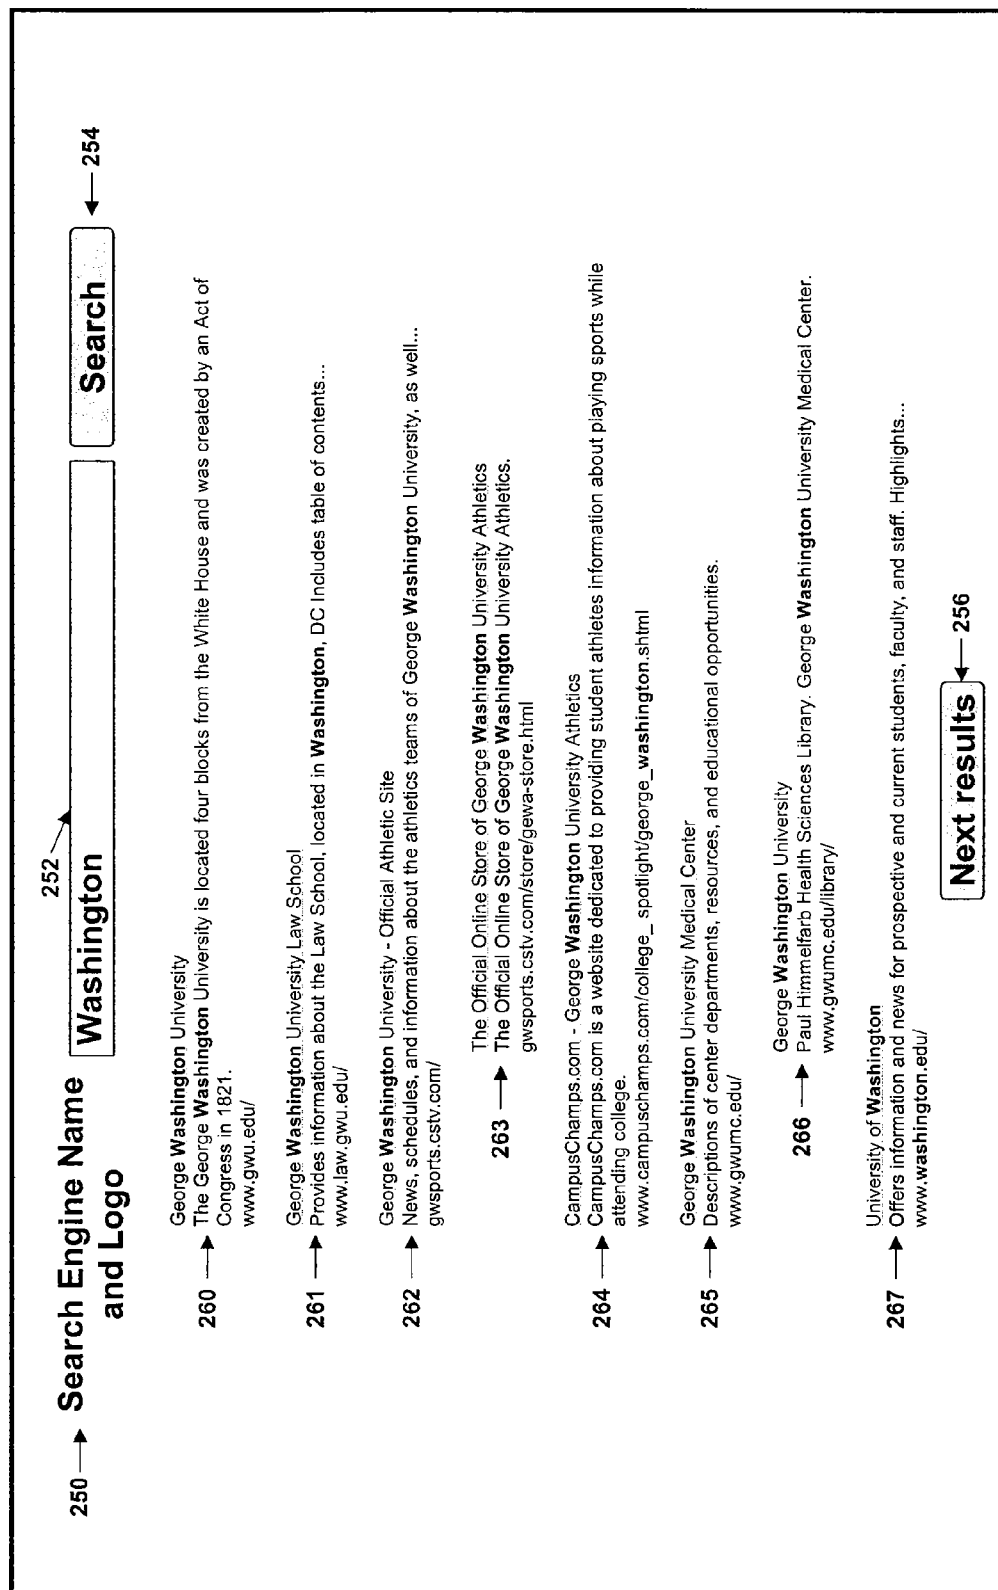 252
250 Search Engine Name Washington Search 254
and Logo
George Washington University
260 The George Washington University is located four blocks from the White House and was created by an Act of
Congress in 1821.
www.gwu.edu/
George Washington University Law School
261 Provides information about the Law School, located in Washington, DC Includes table of contents...
www.law.gwu.edu/
George Washington University - Official Athletic Site
262 News, schedules, and information about the athletics teams of George Washington University, as well...
gwsports.cstv.com/
The Official Online Store of George Washington University Athletics
263 The Official Online Store of George Washington University Athletics.
gwsports.cstv.com/store/gewa-store.html
CampusChamps.com - George Washington University Athletics
264 CampusChamps.com is a website dedicated to providing student athletes information about playing sports while
attending college.
www.campuschamps.com/college_ spotlight/george_washington.shtml
George Washington University Medical Center
265 Descriptions of center departments, resources, and educational opportunities.
www.gwumc.edu/
George Washington University
266 Paul Himmelfarb Health Sciences Library. George Washington University Medical Center.
www.gwumc.edu/library/
University of Washington
267 Offers information and news for prospective and current students, faculty, and staff. Highlights...
www.washington.edu/
Next results 256